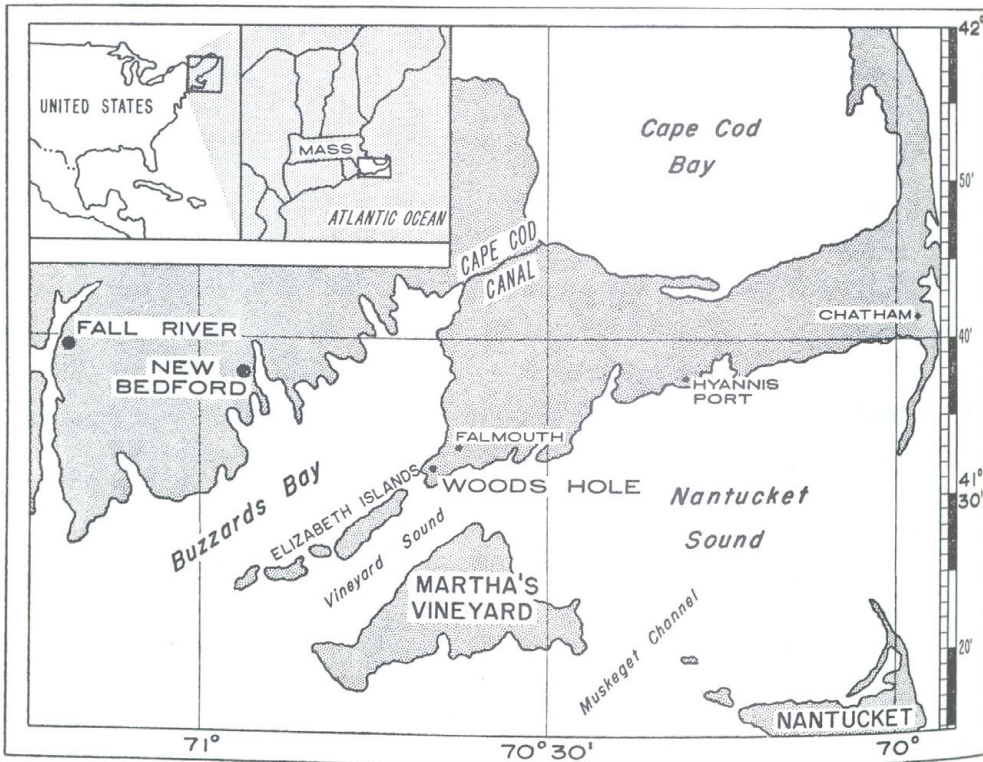 UNITED STATES
MASS
ATLANTIC OCEAN
Cape Cod
Bay
CAPE COD
CANAL
FALL RIVER
NEW
BEDFORD
CHATHAM
HYANNIS
PORT
FALMOUTH
WOODS HOLE
Buzzards Bay
ELIZABETH ISLANDS
Vineyard Sound
Nantucket
Sound
MARTHA'S
VINEYARD
Muskeget Channel
NANTUCKET
42°
50'
40'
41°
30'
20'
71°
70°30'
70°